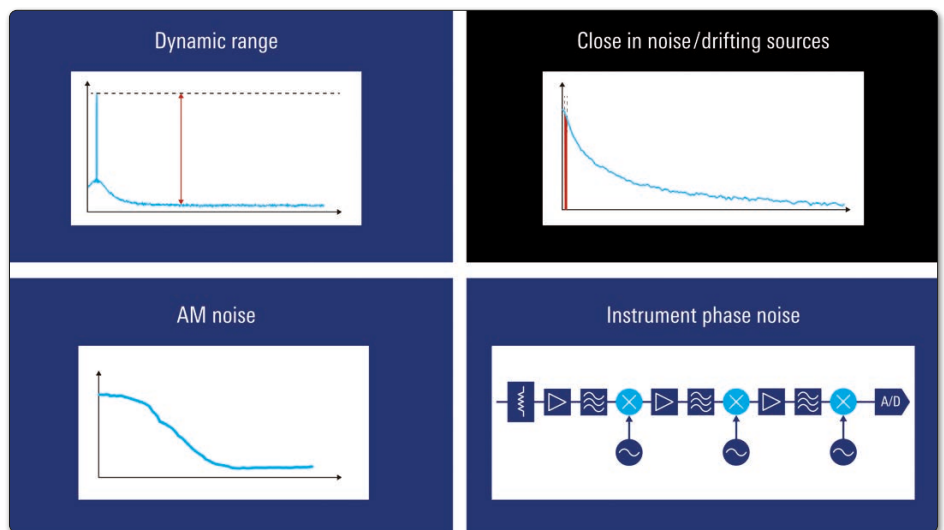 Dynamic range
Close in noise/drifting sources
AM noise
Instrument phase noise
A/D